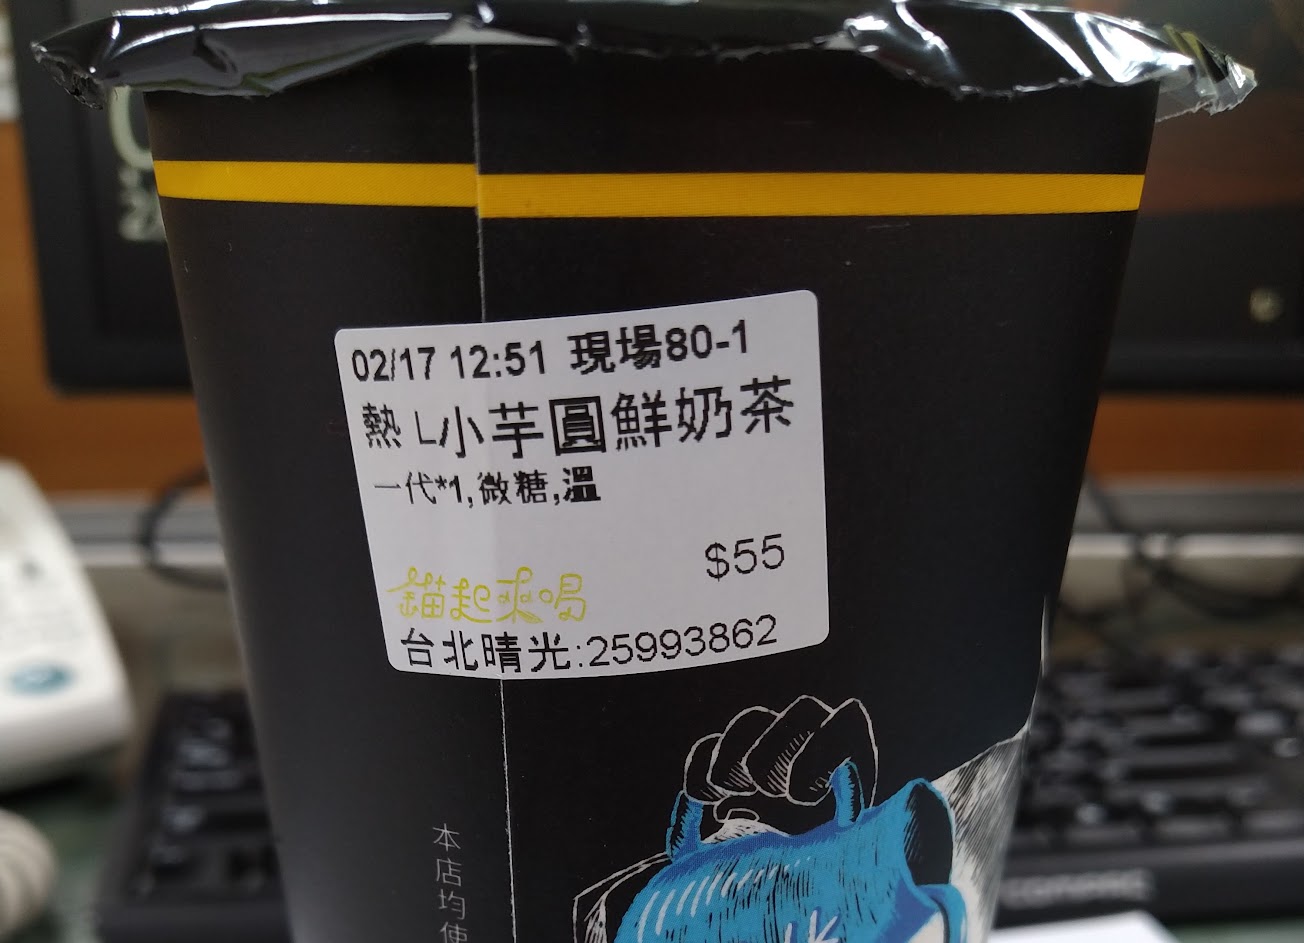 02/17 12:51 現場80-1
熱 L小芋圓鮮奶茶
一代*1,微糖,溫
$55
錨起來喝
台北晴光:25993862
本店均使